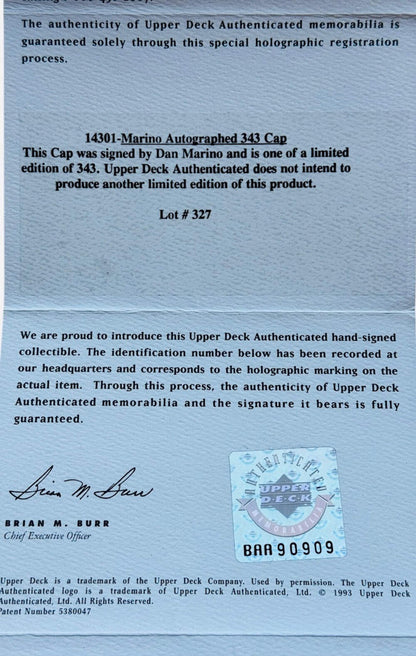 The authenticity of Upper Deck Authenticated memorabilia is
guaranteed solely through this special holographic registration
process.
14301-Marino Autographed 343 Cap
This Cap was signed by Dan Marino and is one of a limited
edition of 343. Upper Deck Authenticated does not intend to
produce another limited edition of this product.
Lot # 327
We are proud to introduce this Upper Deck Authenticated hand-signed
collectible. The identification number below has been recorded at
our headquarters and corresponds to the holographic marking on the
actual item. Through this process, the authenticity of Upper Deck
Authenticated memorabilia and the signature it bears is fully
guaranteed.
Brian M. Burr
BRIAN M. BURR
Chief Executive Officer
AUTHENTICATED
UPPER
DECK
MEMORABILIA
BAA90909
Upper Deck is a trademark of the Upper Deck Company. Used by permission. The Upper Deck
Authenticated logo is a trademark of Upper Deck Authenticated, Ltd. © 1993 Upper Deck
Authenticated, Ltd. All Rights Reserved.
Patent Number 5380047